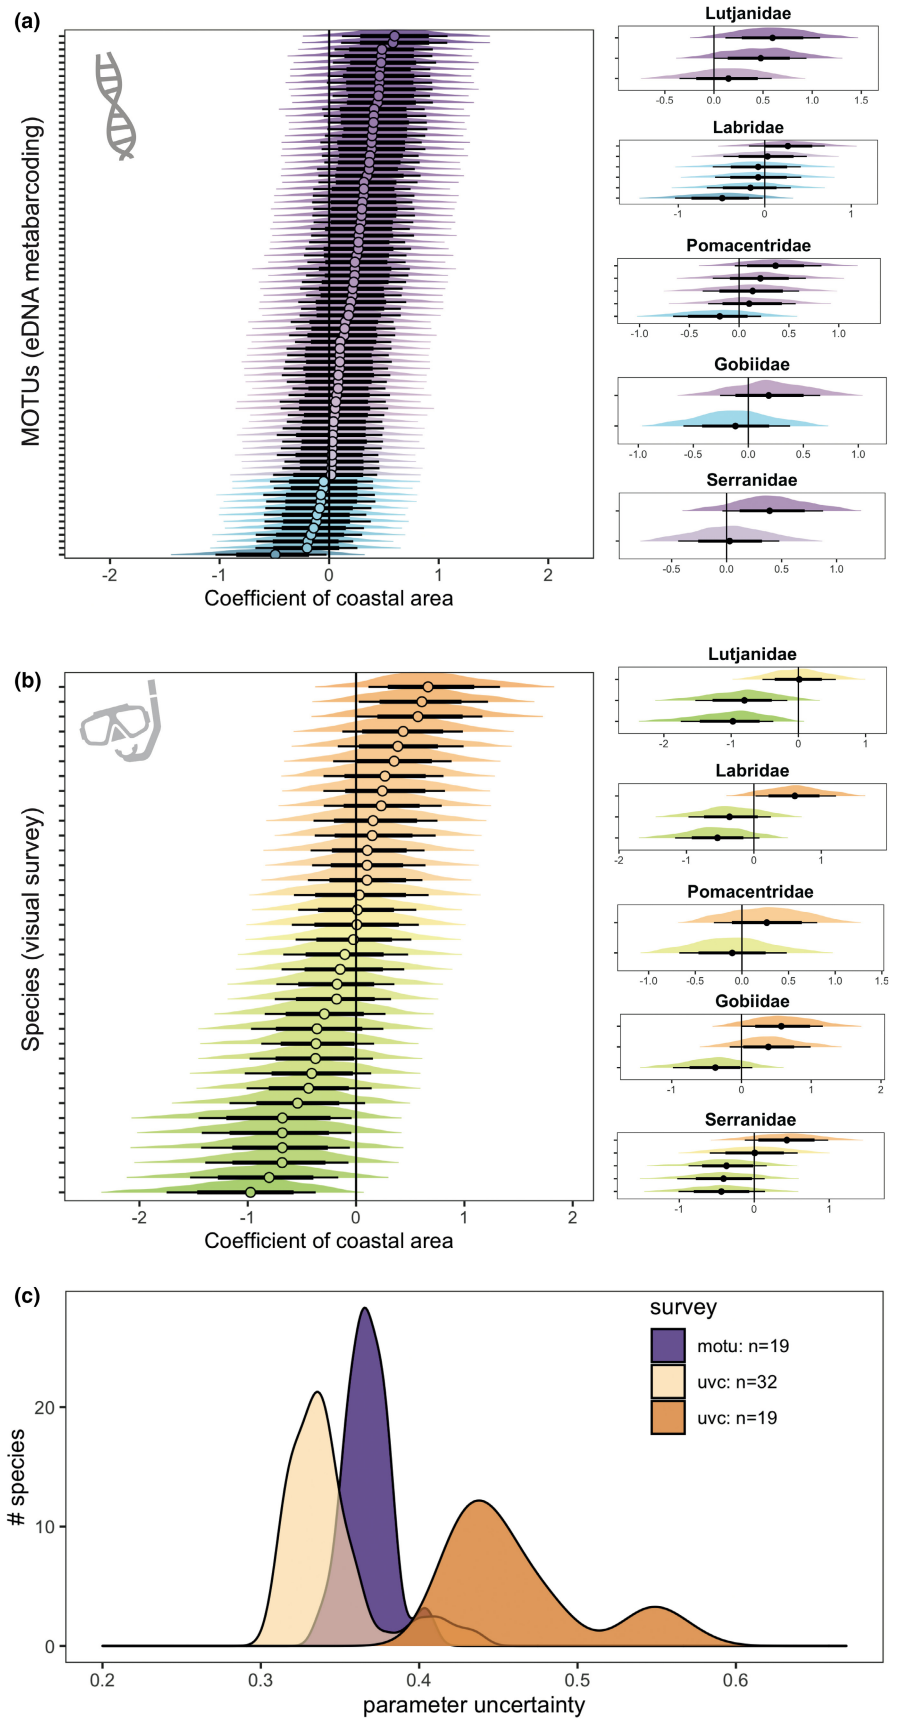 (a)
MOTUs (eDNA metabarcoding)
-2 -1 0 1 2
Coefficient of coastal area
Lutjanidae
-0.5 0.0 0.5 1.0 1.5
Labridae
-1 0 1
Pomacentridae
-1.0 -0.5 0.0 0.5 1.0
Gobiidae
-1.0 -0.5 0.0 0.5 1.0
Serranidae
-0.5 0.0 0.5 1.0
(b)
Species (visual survey)
-2 -1 0 1 2
Coefficient of coastal area
Lutjanidae
-2 -1 0 1
Labridae
-2 -1 0 1
Pomacentridae
-1.0 -0.5 0.0 0.5 1.0 1.5
Gobiidae
-1 0 1 2
Serranidae
-1 0 1
(c)
# species
20
10
0
survey
motu: n=19
uvc: n=32
uvc: n=19
0.2 0.3 0.4 0.5 0.6
parameter uncertainty